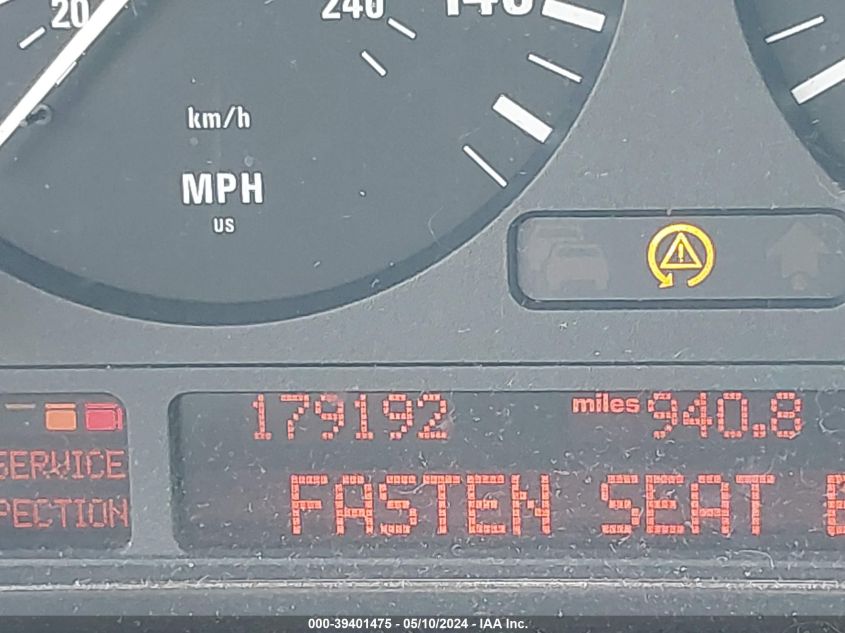 20 240 140
km/h
MPH
US
179192 miles 940.8
SERVICE
FASTEN SEAT
PECTION
000-39401475 - 05/10/2024 - IAA Inc.